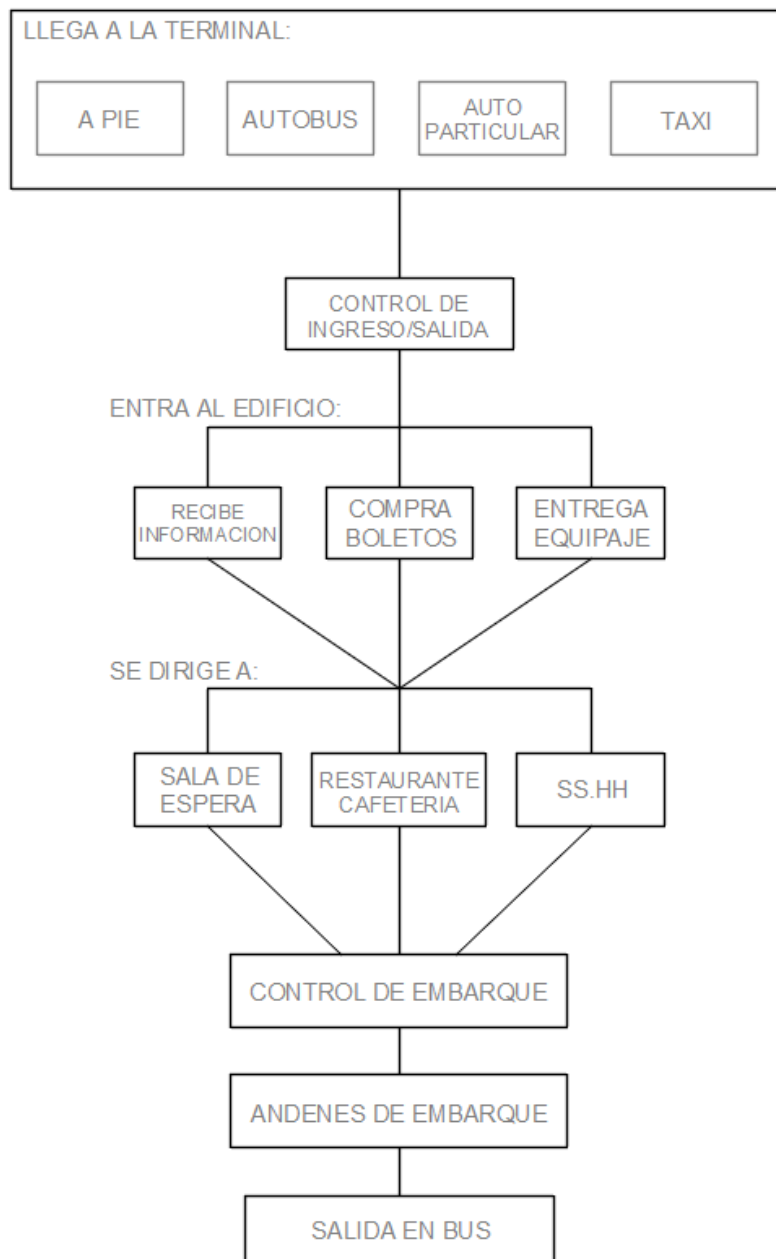 LLEGA A LA TERMINAL:
A PIE
AUTOBUS
AUTO
PARTICULAR
TAXI
CONTROL DE
INGRESO/SALIDA
ENTRA AL EDIFICIO:
RECIBE
INFORMACION
COMPRA
BOLETOS
ENTREGA
EQUIPAJE
SE DIRIGE A:
SALA DE
ESPERA
RESTAURANTE
CAFETERIA
SS.HH
CONTROL DE EMBARQUE
ANDENES DE EMBARQUE
SALIDA EN BUS